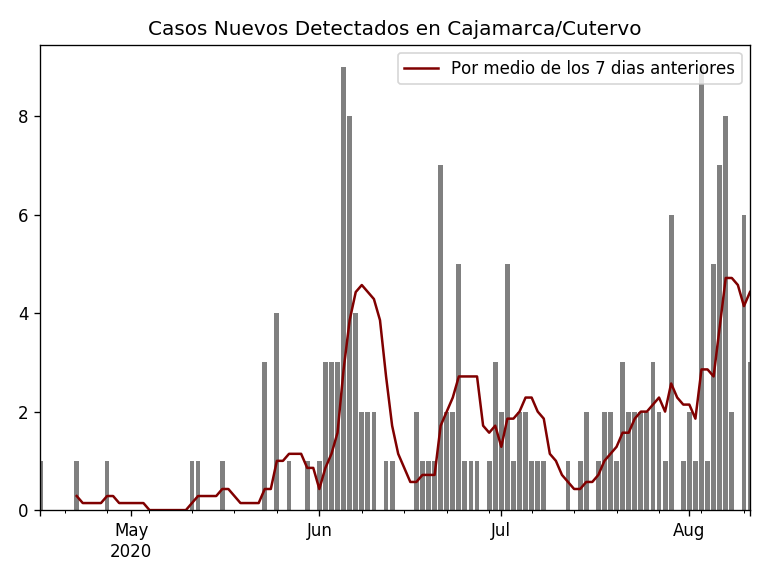 Casos Nuevos Detectados en Cajamarca/Cutervo
Por medio de los 7 dias anteriores
8
6
4
2
0
May Jun Jul Aug
2020